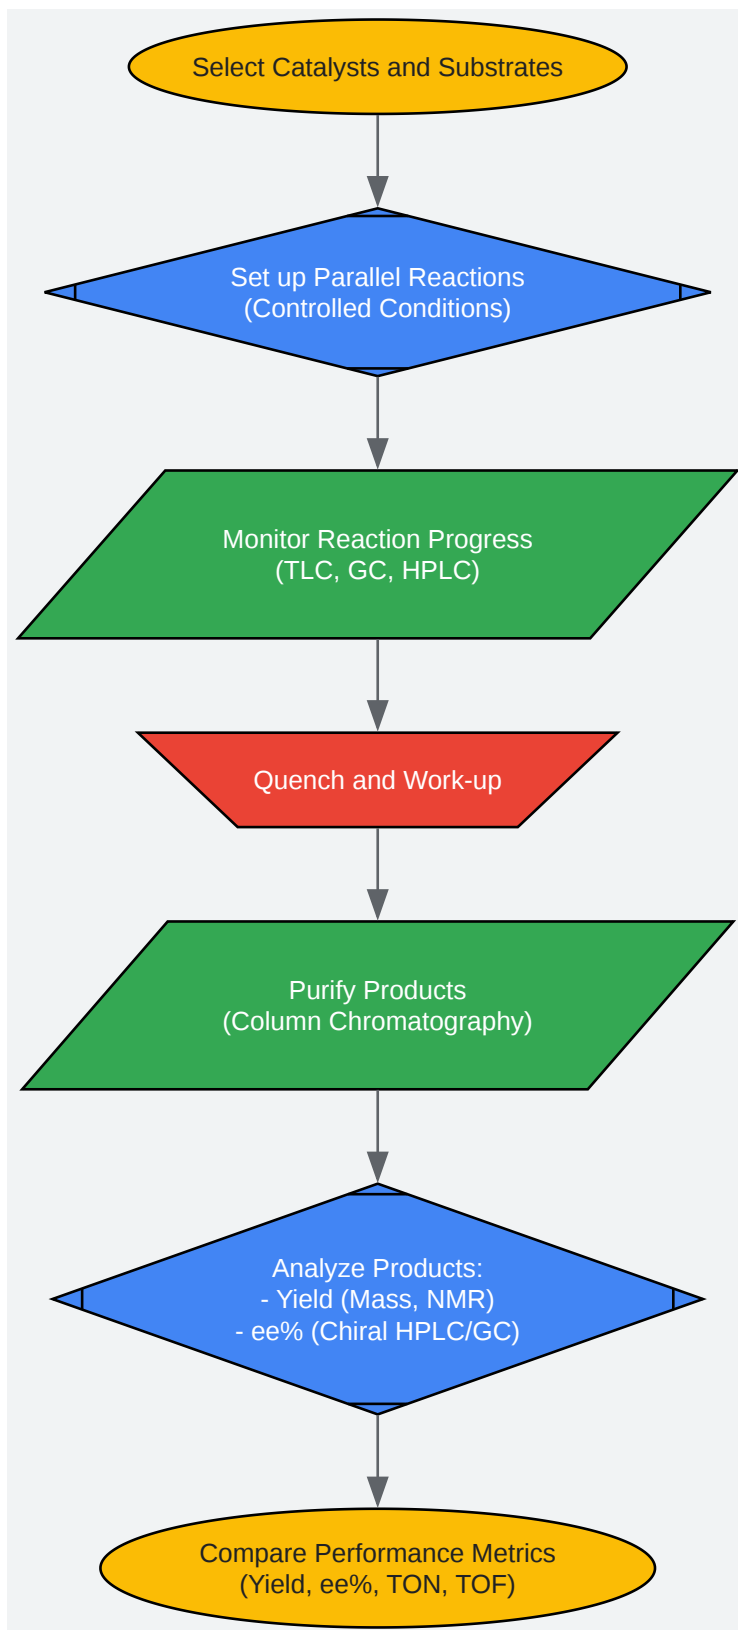 Select Catalysts and Substrates
Set up Parallel Reactions
(Controlled Conditions)
Monitor Reaction Progress
(TLC, GC, HPLC)
Quench and Work-up
Purify Products
(Column Chromatography)
Analyze Products:
- Yield (Mass, NMR)
- ee% (Chiral HPLC/GC)
Compare Performance Metrics
(Yield, ee%, TON, TOF)